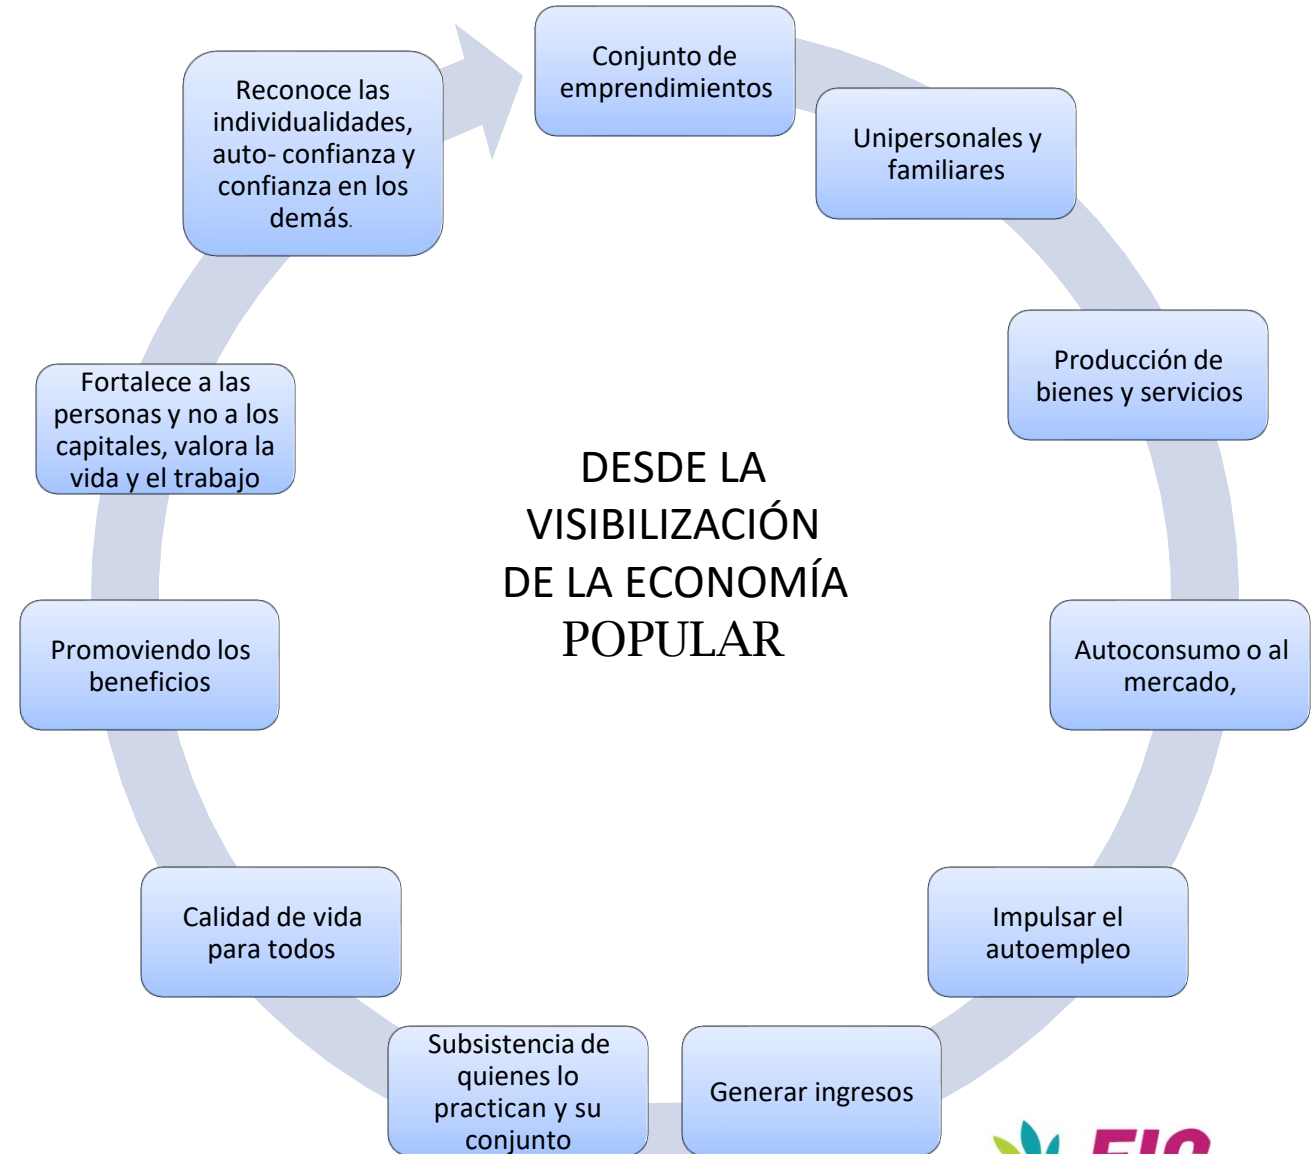 Conjunto de
emprendimientos
Unipersonales y
familiares
Producción de
bienes y servicios
Autoconsumo o al
mercado,
Impulsar el
autoempleo
Generar ingresos
Subsistencia de
quienes lo
practican y su
conjunto
Calidad de vida
para todos
Promoviendo los
beneficios
Fortalece a las
personas y no a los
capitales, valora la
vida y el trabajo
Reconoce las
individualidades,
auto- confianza y
confianza en los
demás.
DESDE LA
VISIBILIZACIÓN
DE LA ECONOMÍA
POPULAR